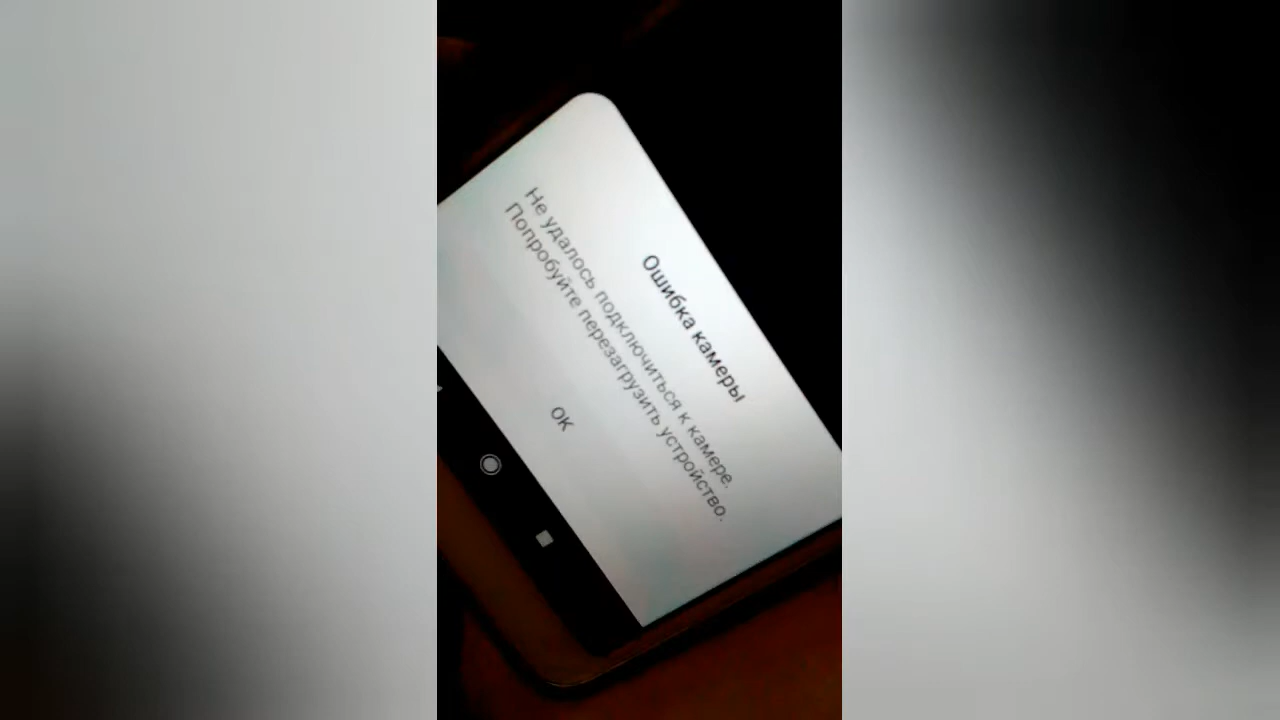 Ошибка камеры
Не удалось подключиться к камере.
Попробуйте перезагрузить устройство.
ОК